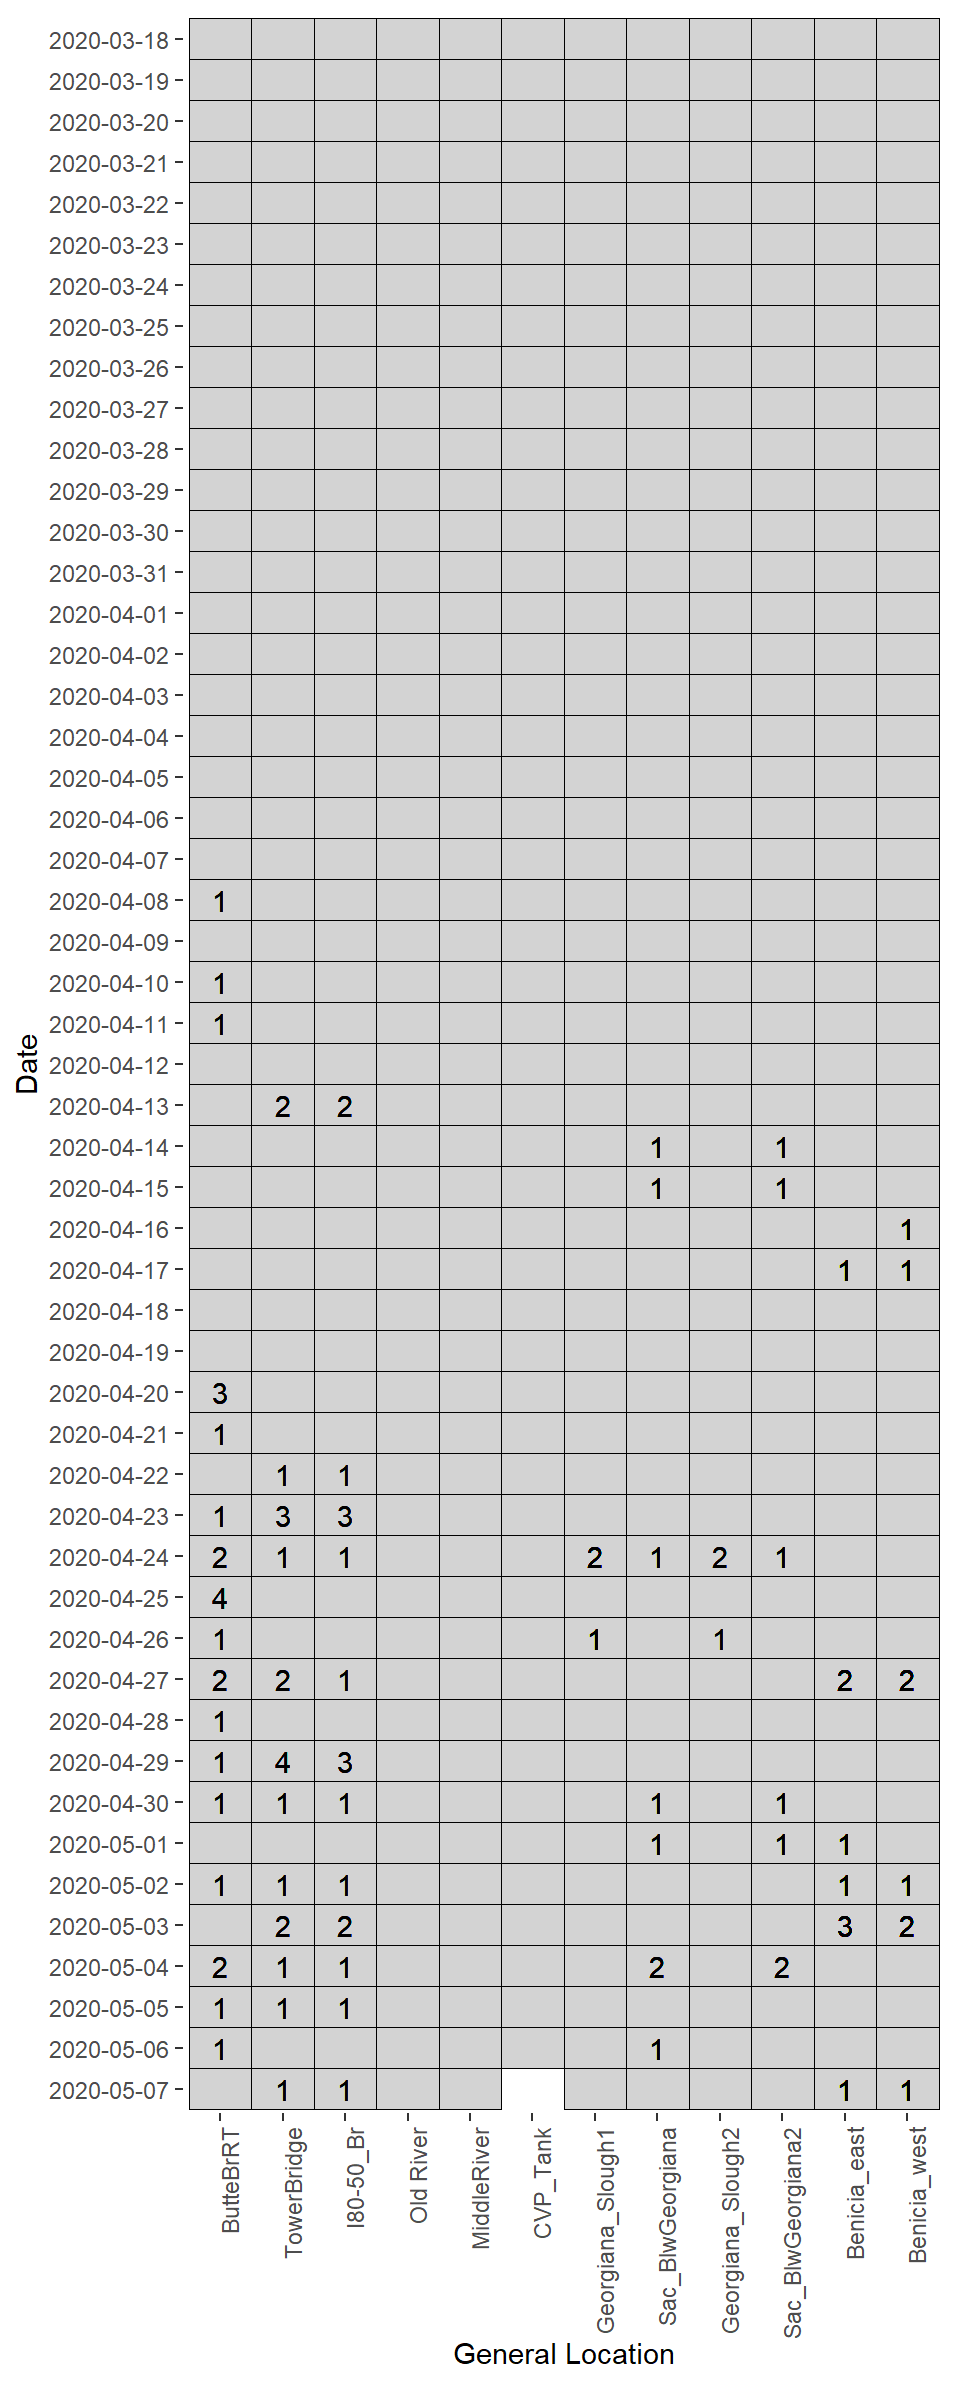 2020-03-18
2020-03-19
2020-03-20
2020-03-21
2020-03-22
2020-03-23
2020-03-24
2020-03-25
2020-03-26
2020-03-27
2020-03-28
2020-03-29
2020-03-30
2020-03-31
2020-04-01
2020-04-02
2020-04-03
2020-04-04
2020-04-05
2020-04-06
2020-04-07
2020-04-08 1
2020-04-09
2020-04-10 1
2020-04-11 1
2020-04-12
2020-04-13 2 2
2020-04-14 1 1
2020-04-15 1 1
2020-04-16 1
2020-04-17 1 1
2020-04-18
2020-04-19
2020-04-20 3
2020-04-21 1
2020-04-22 1 1
2020-04-23 1 3 3
2020-04-24 2 1 1 2 1 2 1
2020-04-25 4
2020-04-26 1 1 1
2020-04-27 2 2 1 2 2
2020-04-28 1
2020-04-29 1 4 3
2020-04-30 1 1 1 1 1
2020-05-01 1 1 1
2020-05-02 1 1 1 1 1
2020-05-03 2 2 3 2
2020-05-04 2 1 1 2 2
2020-05-05 1 1 1
2020-05-06 1 1
2020-05-07 1 1 1 1
Date
ButteBrRT
TowerBridge
I80-50_Br
Old River
MiddleRiver
CVP_Tank
Georgiana_Slough1
Sac_BlwGeorgiana
Georgiana_Slough2
Sac_BlwGeorgiana2
Benicia_east
Benicia_west
General Location